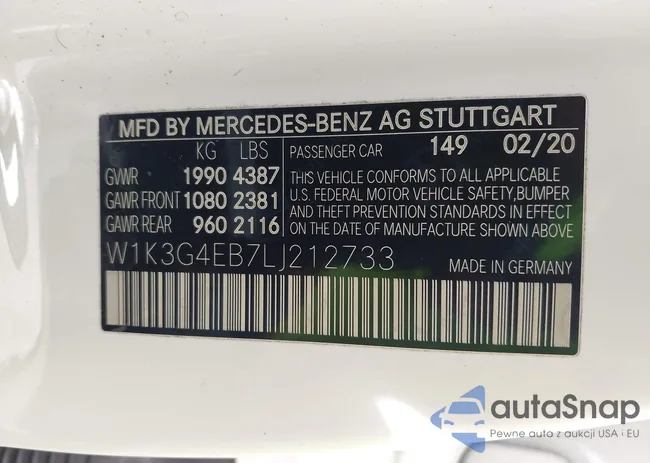 MFD BY MERCEDES-BENZ AG STUTTGART
KG LBS
GVWR 1990 4387
GAWR FRONT 1080 2381
GAWR REAR 960 2116
PASSENGER CAR 149 02/20
THIS VEHICLE CONFORMS TO ALL APPLICABLE
U.S. FEDERAL MOTOR VEHICLE SAFETY,BUMPER
AND THEFT PREVENTION STANDARDS IN EFFECT
ON THE DATE OF MANUFACTURE SHOWN ABOVE
W1K3G4EB7LJ212733
MADE IN GERMANY
autoSnap
Pewne auta z aukcji USA i EU